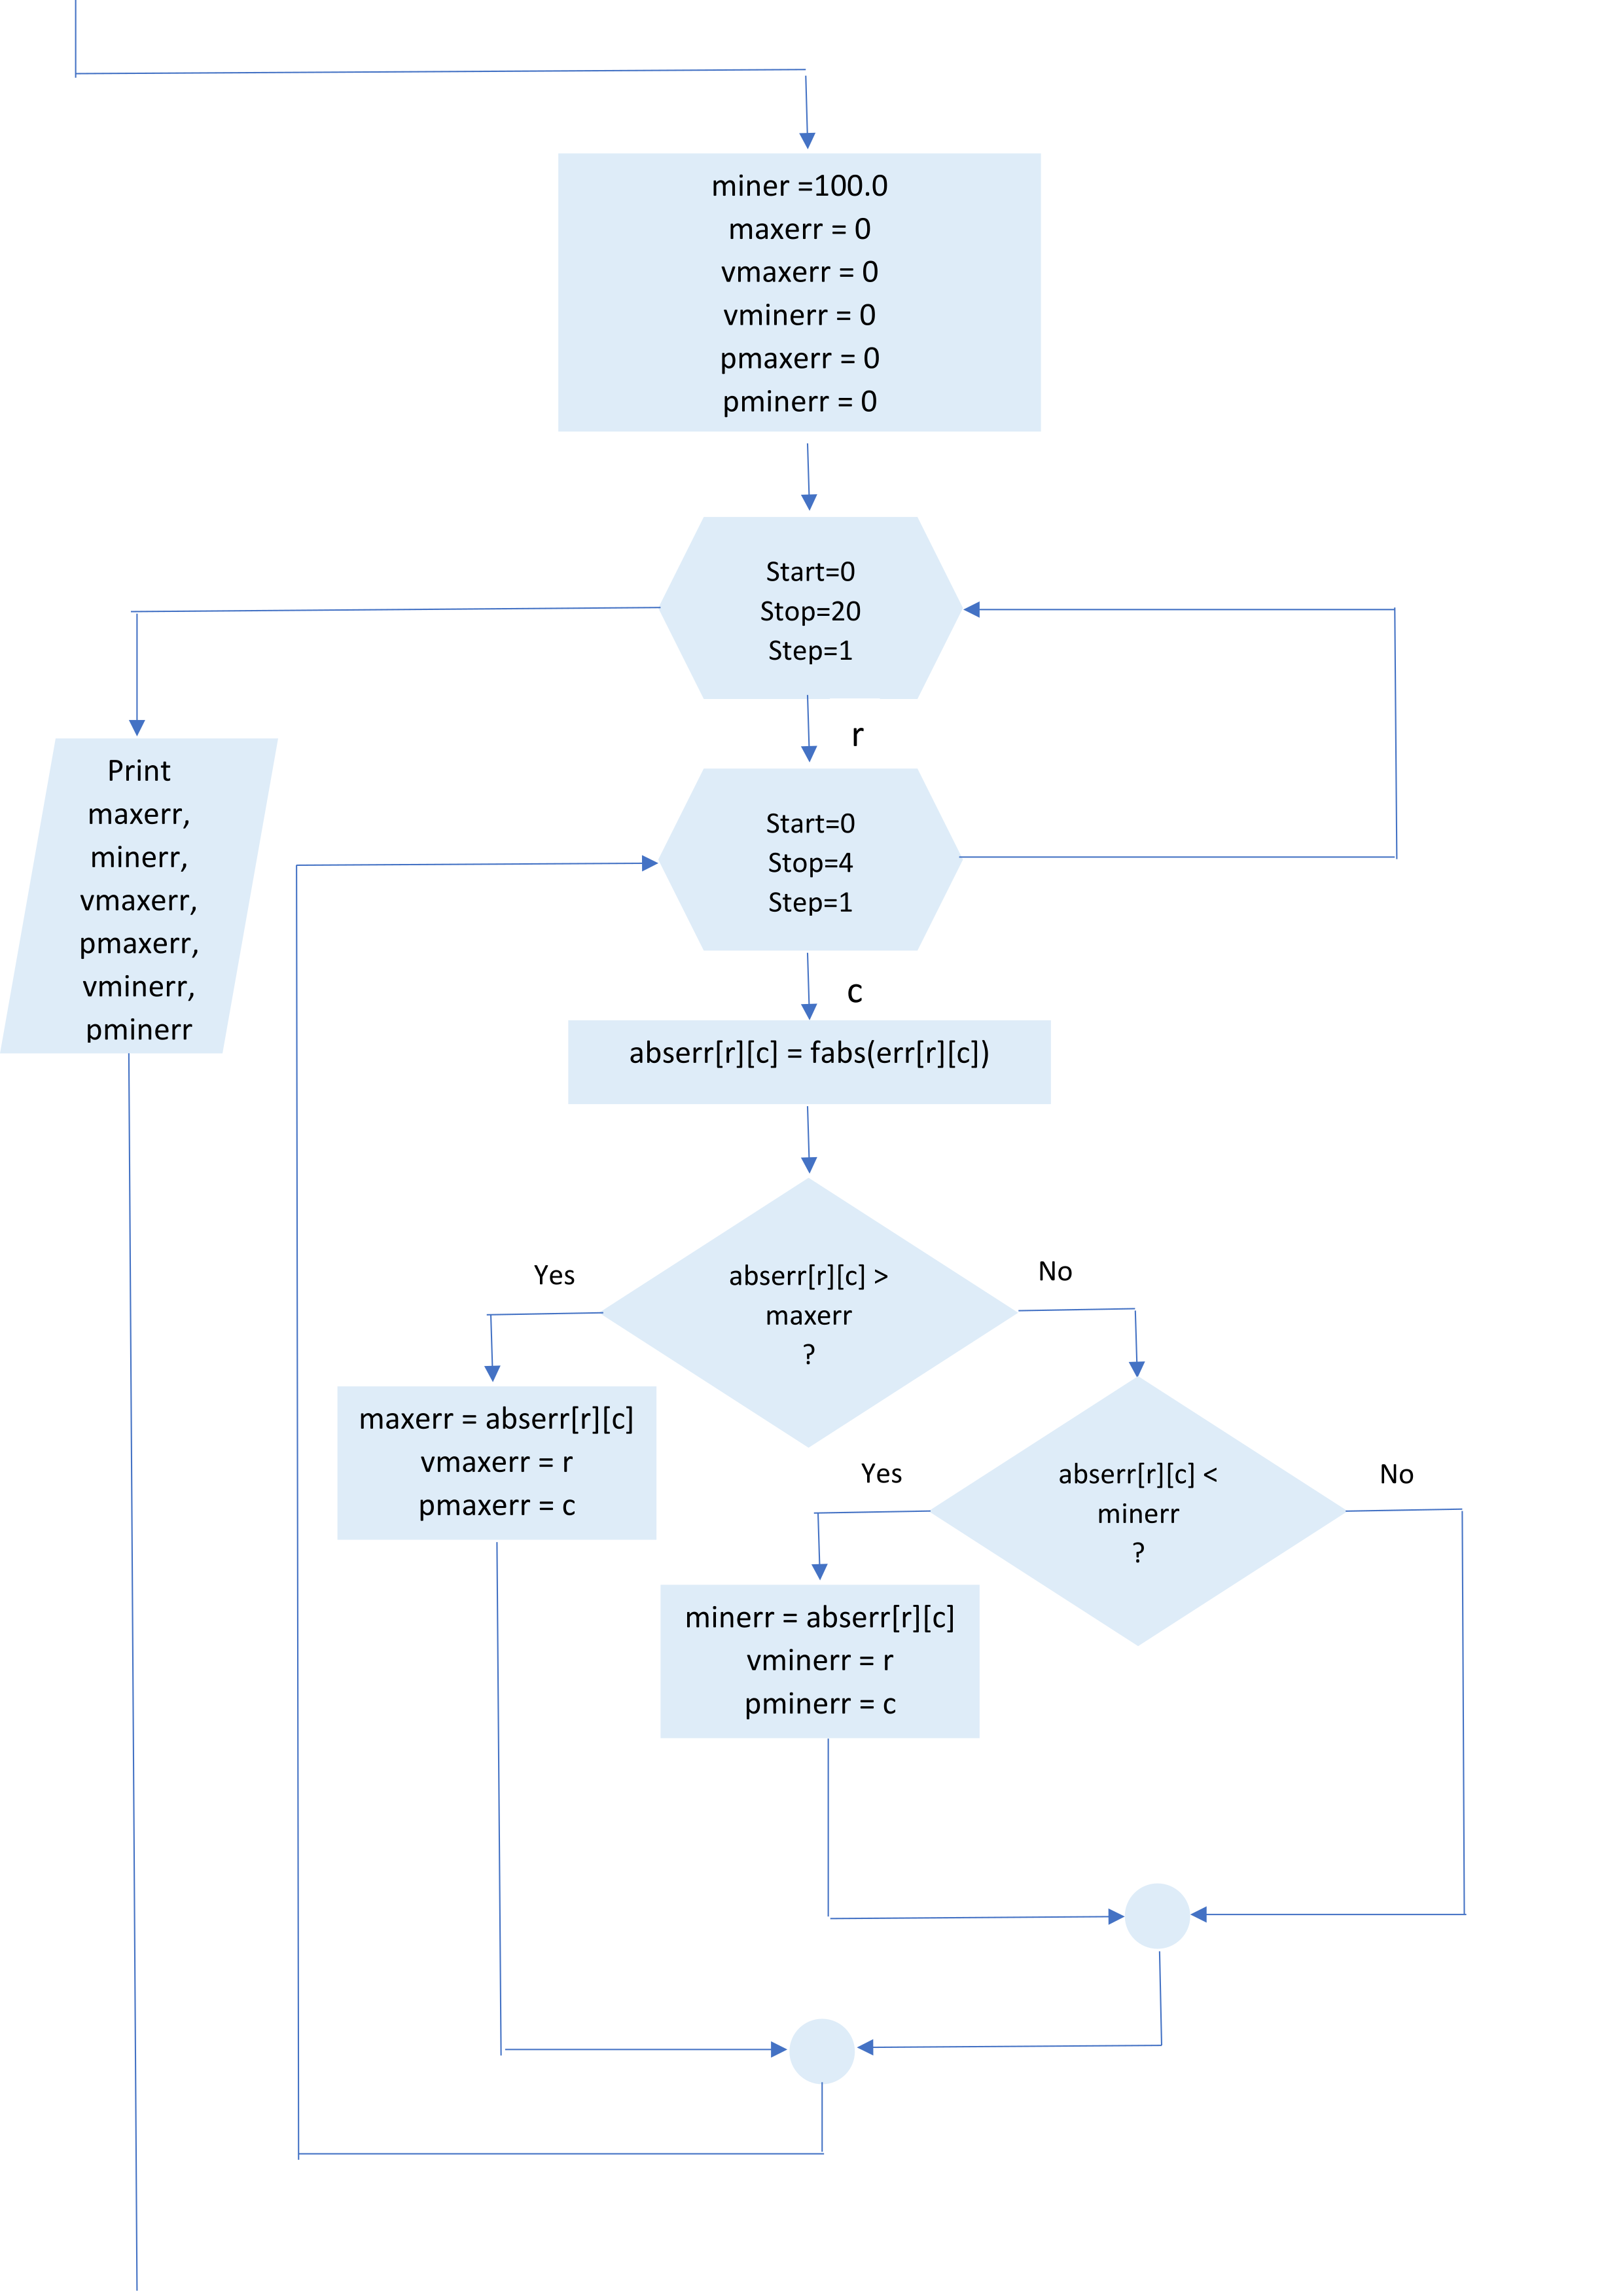 miner =100.0
maxerr = 0
vmaxerr = 0
vminerr = 0
pmaxerr = 0
pminerr = 0
Start=0
Stop=20
Step=1
r
Print
maxerr,
minerr,
vmaxerr,
pmaxerr,
vminerr,
pminerr
Start=0
Stop=4
Step=1
c
abserr[r][c] = fabs(err[r][c])
abserr[r][c] >
maxerr
?
Yes
No
maxerr = abserr[r][c]
vmaxerr = r
pmaxerr = c
abserr[r][c] <
minerr
?
Yes
No
minerr = abserr[r][c]
vminerr = r
pminerr = c